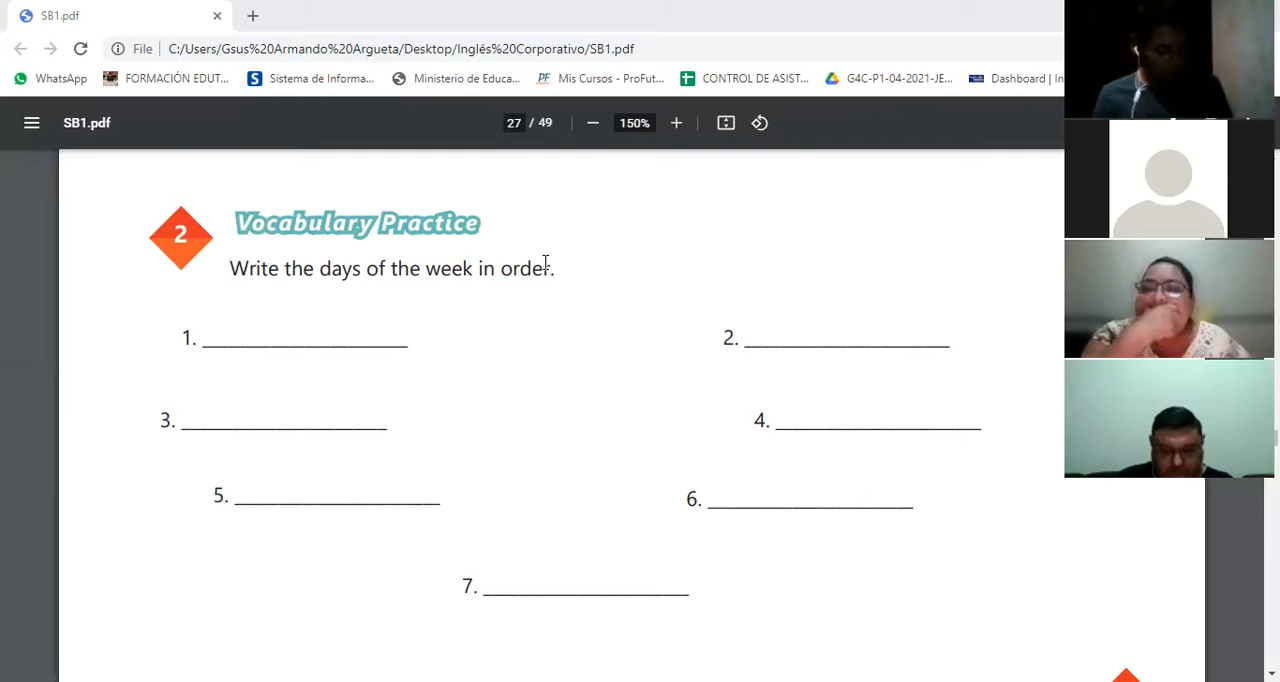 SB1.pdf
File C:/Users/Gsus%20Armando%20Argueta/Desktop/Inglés%20Corporativo/SB1.pdf
WhatsApp FORMACIÓN EDUT... Sistema de Informa... Ministerio de Educa... Mis Cursos - ProFut... CONTROL DE ASIST... G4C-P1-04-2021-JE... Dashboard | In
SB1.pdf 27 / 49 150%
2 Vocabulary Practice
Write the days of the week in order.
1. ____________________ 2. ____________________
3. ____________________ 4. ____________________
5. ____________________ 6. ____________________
7. ____________________